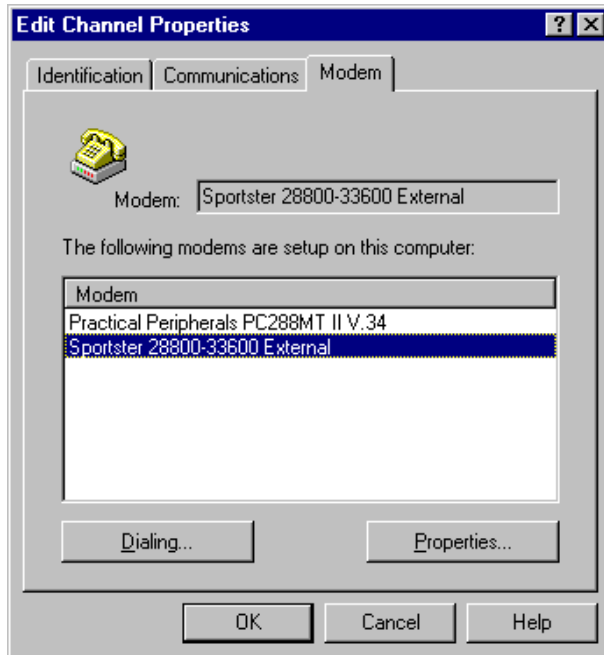 Edit Channel Properties
Identification Communications Modem
Modem: Sportster 28800-33600 External
The following modems are setup on this computer:
Modem
Practical Peripherals PC288MT II V.34
Sportster 28800-33600 External
Dialing... Properties...
OK Cancel Help